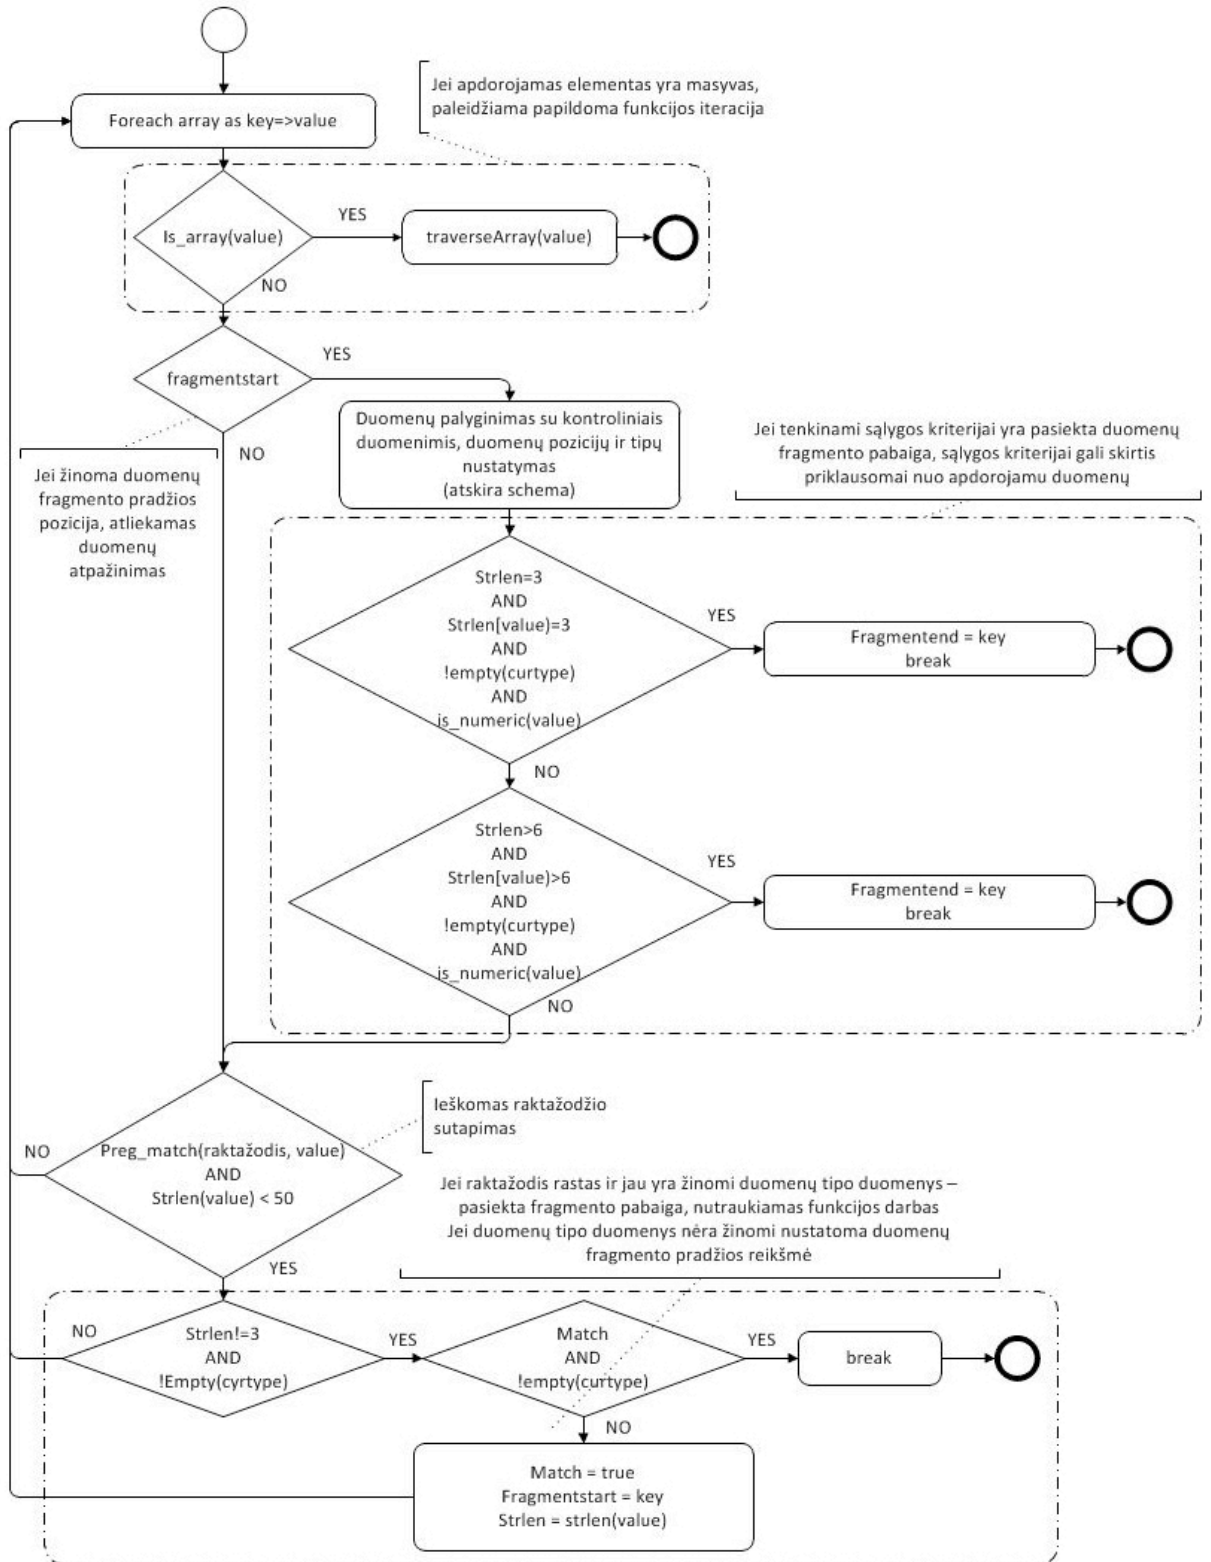 Jei apdorojamas elementas yra masyvas,
paleidžiama papildoma funkcijos iteracija
Foreach array as key=>value
Is_array(value)
YES
traverseArray(value)
NO
fragmentstart
YES
NO
Jei žinoma duomenų
fragmento pradžios
pozicija, atliekamas
duomenų
atpažinimas
Duomenų palyginimas su kontroliniais
duomenimis, duomenų pozicijų ir tipų
nustatymas
(atskira schema)
Jei tenkinami sąlygos kriterijai yra pasiekta duomenų
fragmento pabaiga, sąlygos kriterijai gali skirtis
priklausomai nuo apdorojamu duomenų
Strlen=3
AND
Strlen[value)=3
AND
!empty(curtype)
AND
is_numeric(value)
YES
Fragmentend = key
break
NO
Strlen>6
AND
Strlen[value)>6
AND
!empty(curtype)
AND
is_numeric(value)
YES
Fragmentend = key
break
NO
Preg_match(raktažodis, value)
AND
Strlen(value) < 50
NO
YES
Ieškomas raktažodžio
sutapimas
Jei raktažodis rastas ir jau yra žinomi duomenų tipo duomenys –
pasiekta fragmento pabaiga, nutraukiamas funkcijos darbas
Jei duomenų tipo duomenys nėra žinomi nustatoma duomenų
fragmento pradžios reikšmė
NO
Strlen!=3
AND
!Empty(cyrtype)
YES
Match
AND
!empty(curtype)
YES
break
NO
Match = true
Fragmentstart = key
Strlen = strlen(value)